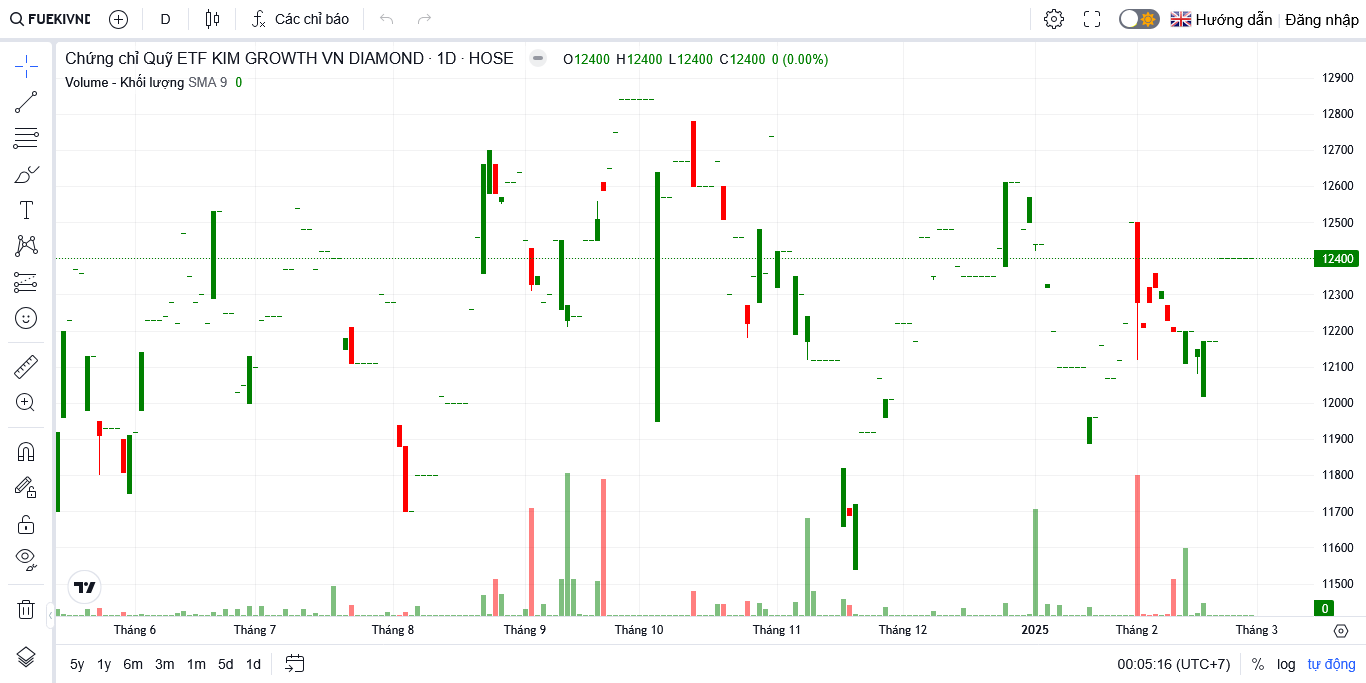 FUEKIVND
D
Các chỉ báo
Hướng dẫn
Đăng nhập
Chứng chỉ Quỹ ETF KIM GROWTH VN DIAMOND · 1D · HOSE
O12400 H12400 L12400 C12400 0 (0.00%)
Volume - Khối lượng SMA 9 0
12900
12800
12700
12600
12500
12400
12300
12200
12100
12000
11900
11800
11700
11600
11500
0
Tháng 6
Tháng 7
Tháng 8
Tháng 9
Tháng 10
Tháng 11
Tháng 12
2025
Tháng 2
Tháng 3
5y 1y 6m 3m 1m 5d 1d
00:05:16 (UTC+7)
% log tự động